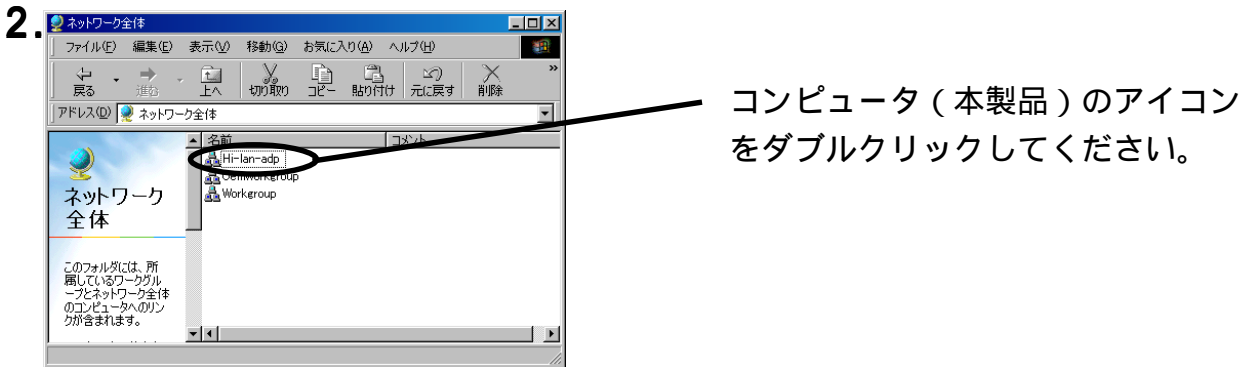 2.
ネットワーク全体
ファイル(F) 編集(E) 表示(V) 移動(G) お気に入り(A) ヘルプ(H)
戻る 進む 上へ 切り取り コピー 貼り付け 元に戻す 削除 »
アドレス(D) ネットワーク全体
名前 コメント
Hi-lan-adp
Oemworkgroup
Workgroup
ネットワーク
全体
このフォルダには、所
属しているワークグル
ープとネットワーク全体
のコンピュータへのリン
クが含まれます。
コンピュータ(本製品)のアイコン
をダブルクリックしてください。